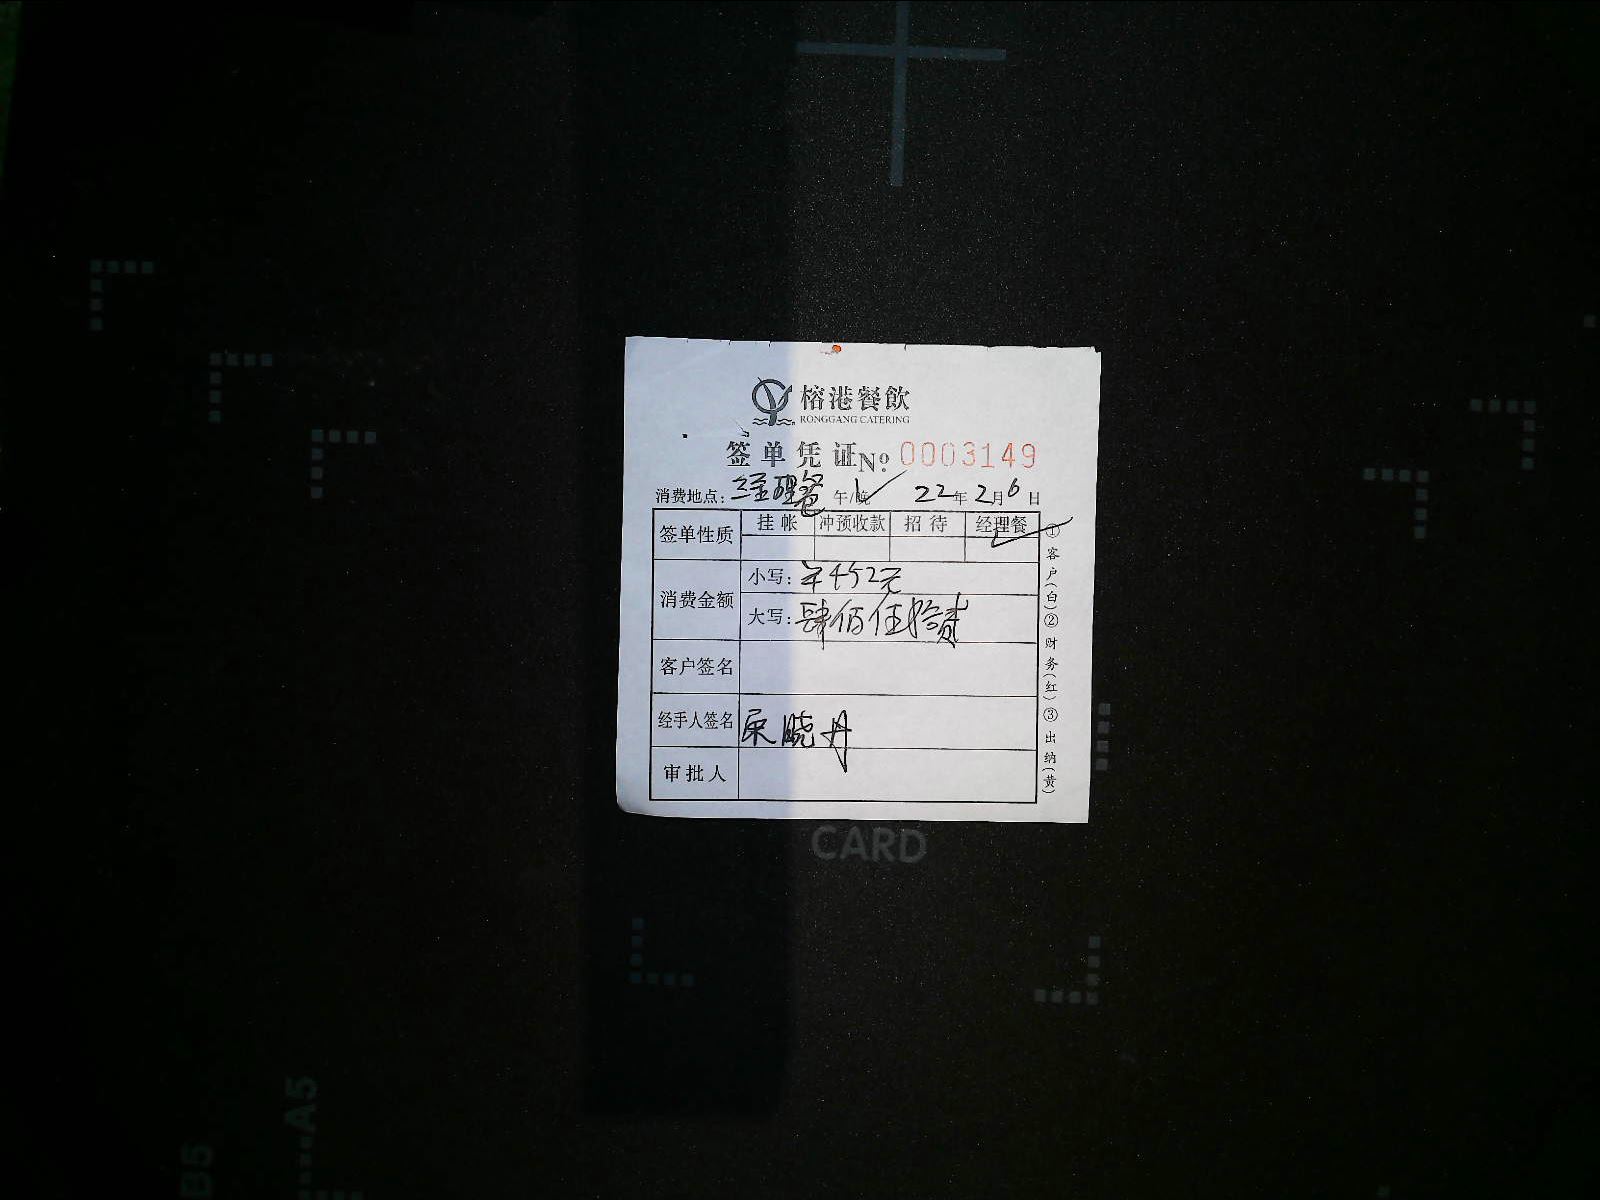 榕港餐飲
RONGGANG CATERING
签单凭证 No. 0003149
消费地点: 经理餐 午/晚 22年2月6日
签单性质 挂帐 冲预收款 招待 经理餐
消费金额 小写: ¥452元
大写: 肆佰伍拾贰
客户签名
经手人签名 晓丹
审批人
①客户(白)②财务(红)③出纳(黄)
CARD
A5
B5